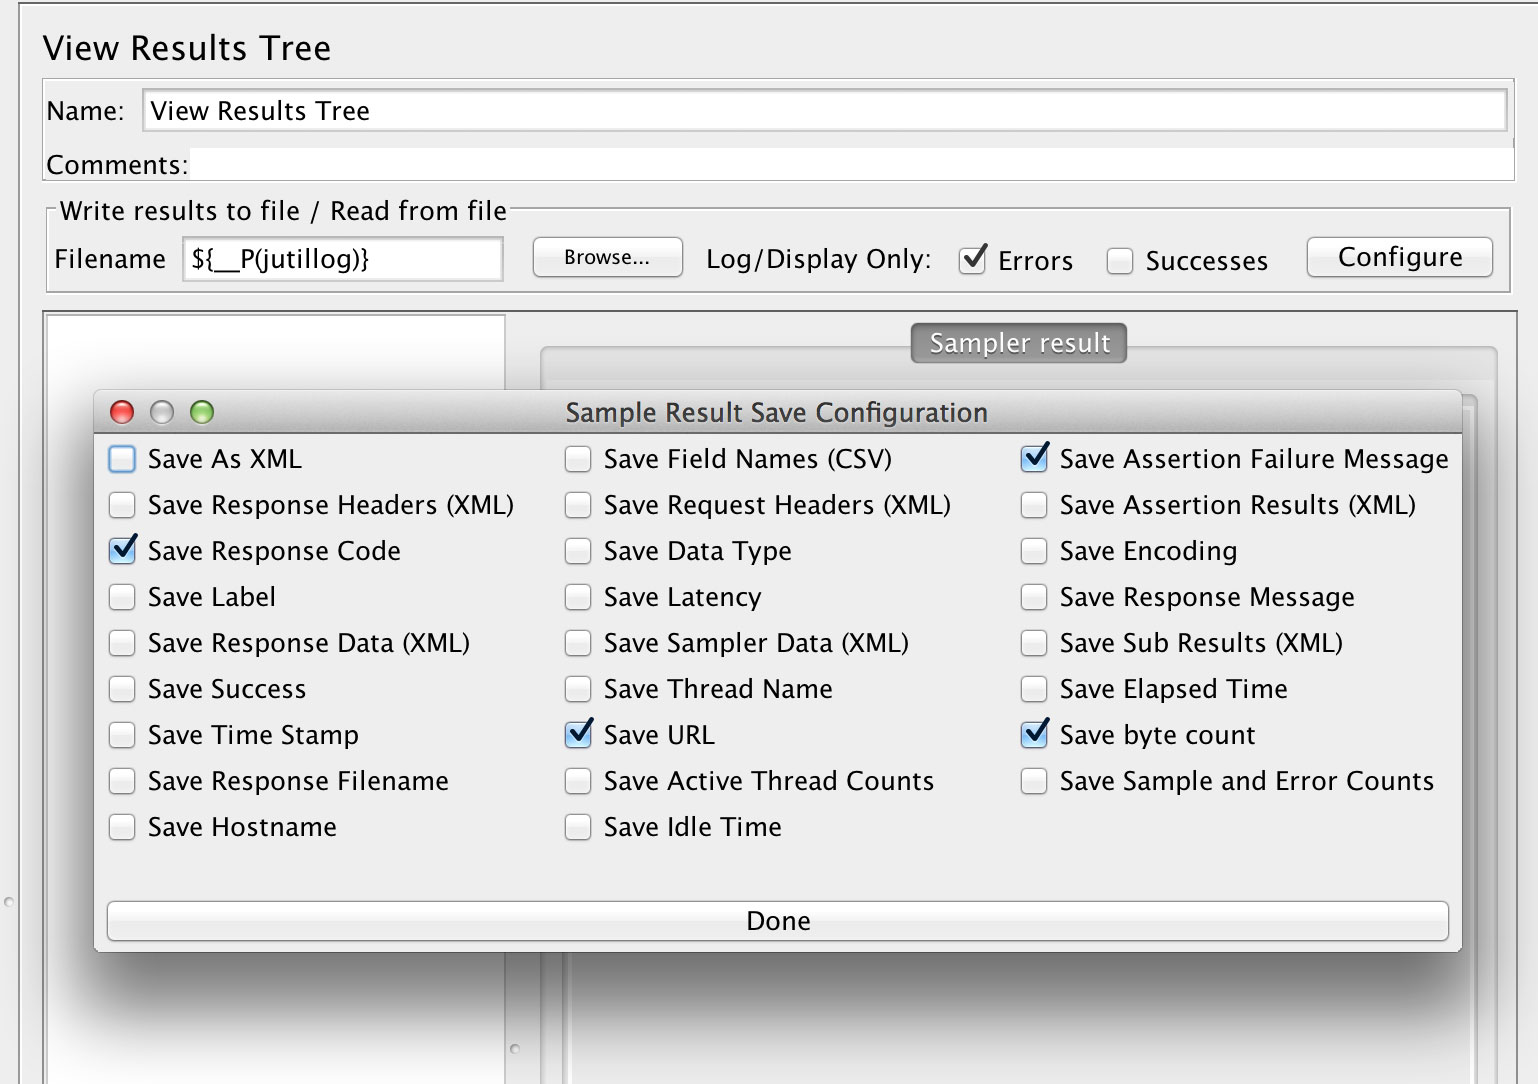 View Results Tree
Name: View Results Tree
Comments:
Write results to file / Read from file
Filename ${__P(jutillog)} Browse... Log/Display Only: Errors Successes Configure
Sampler result
Sample Result Save Configuration
Save As XML Save Field Names (CSV) Save Assertion Failure Message
Save Response Headers (XML) Save Request Headers (XML) Save Assertion Results (XML)
Save Response Code Save Data Type Save Encoding
Save Label Save Latency Save Response Message
Save Response Data (XML) Save Sampler Data (XML) Save Sub Results (XML)
Save Success Save Thread Name Save Elapsed Time
Save Time Stamp Save URL Save byte count
Save Response Filename Save Active Thread Counts Save Sample and Error Counts
Save Hostname Save Idle Time
Done